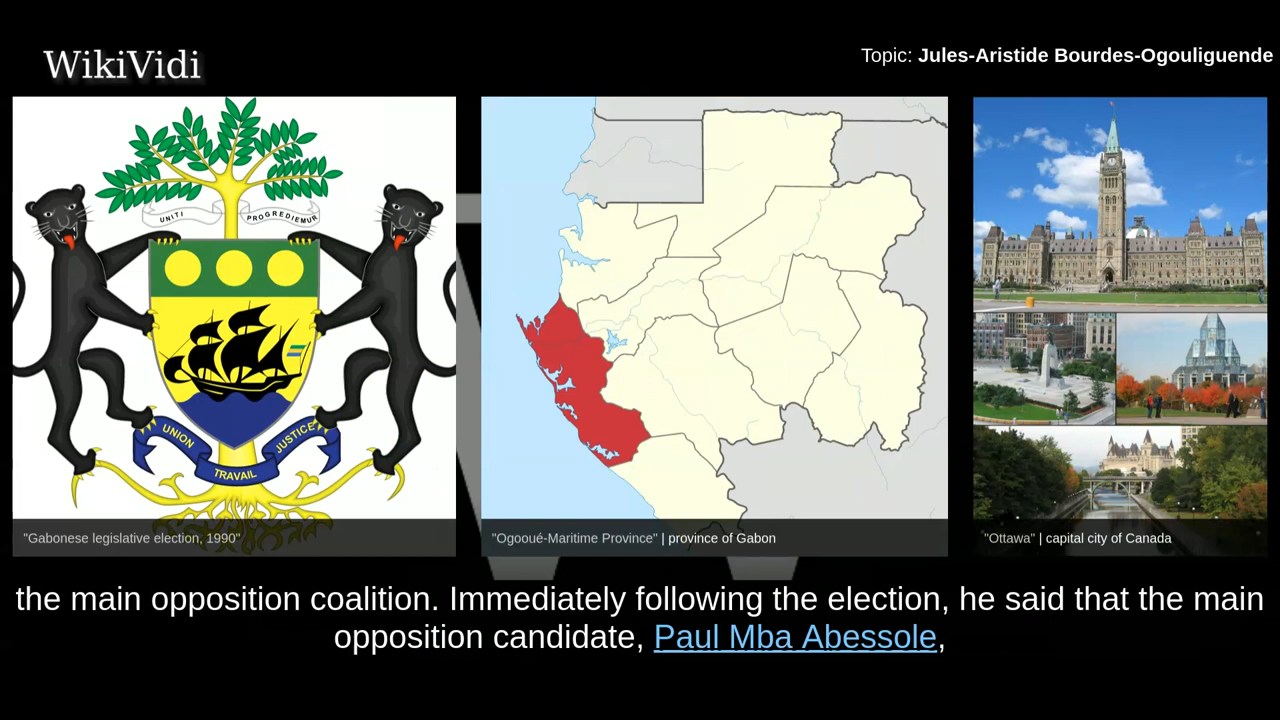 WikiVidi
Topic: Jules-Aristide Bourdes-Ogouliguende
UNITI
PROGREDIEMUR
UNION
TRAVAIL
JUSTICE
"Gabonese legislative election, 1990"
"Ogooué-Maritime Province" | province of Gabon
"Ottawa" | capital city of Canada
the main opposition coalition. Immediately following the election, he said that the main
opposition candidate, Paul Mba Abessole,